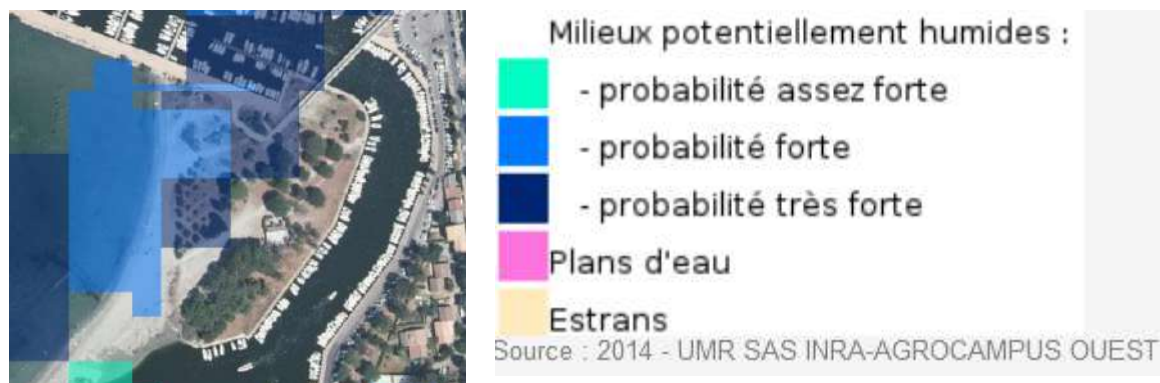 Milieux potentiellement humides :
- probabilité assez forte
- probabilité forte
- probabilité très forte
Plans d'eau
Estrans
Source : 2014 - UMR SAS INRA-AGROCAMPUS OUEST